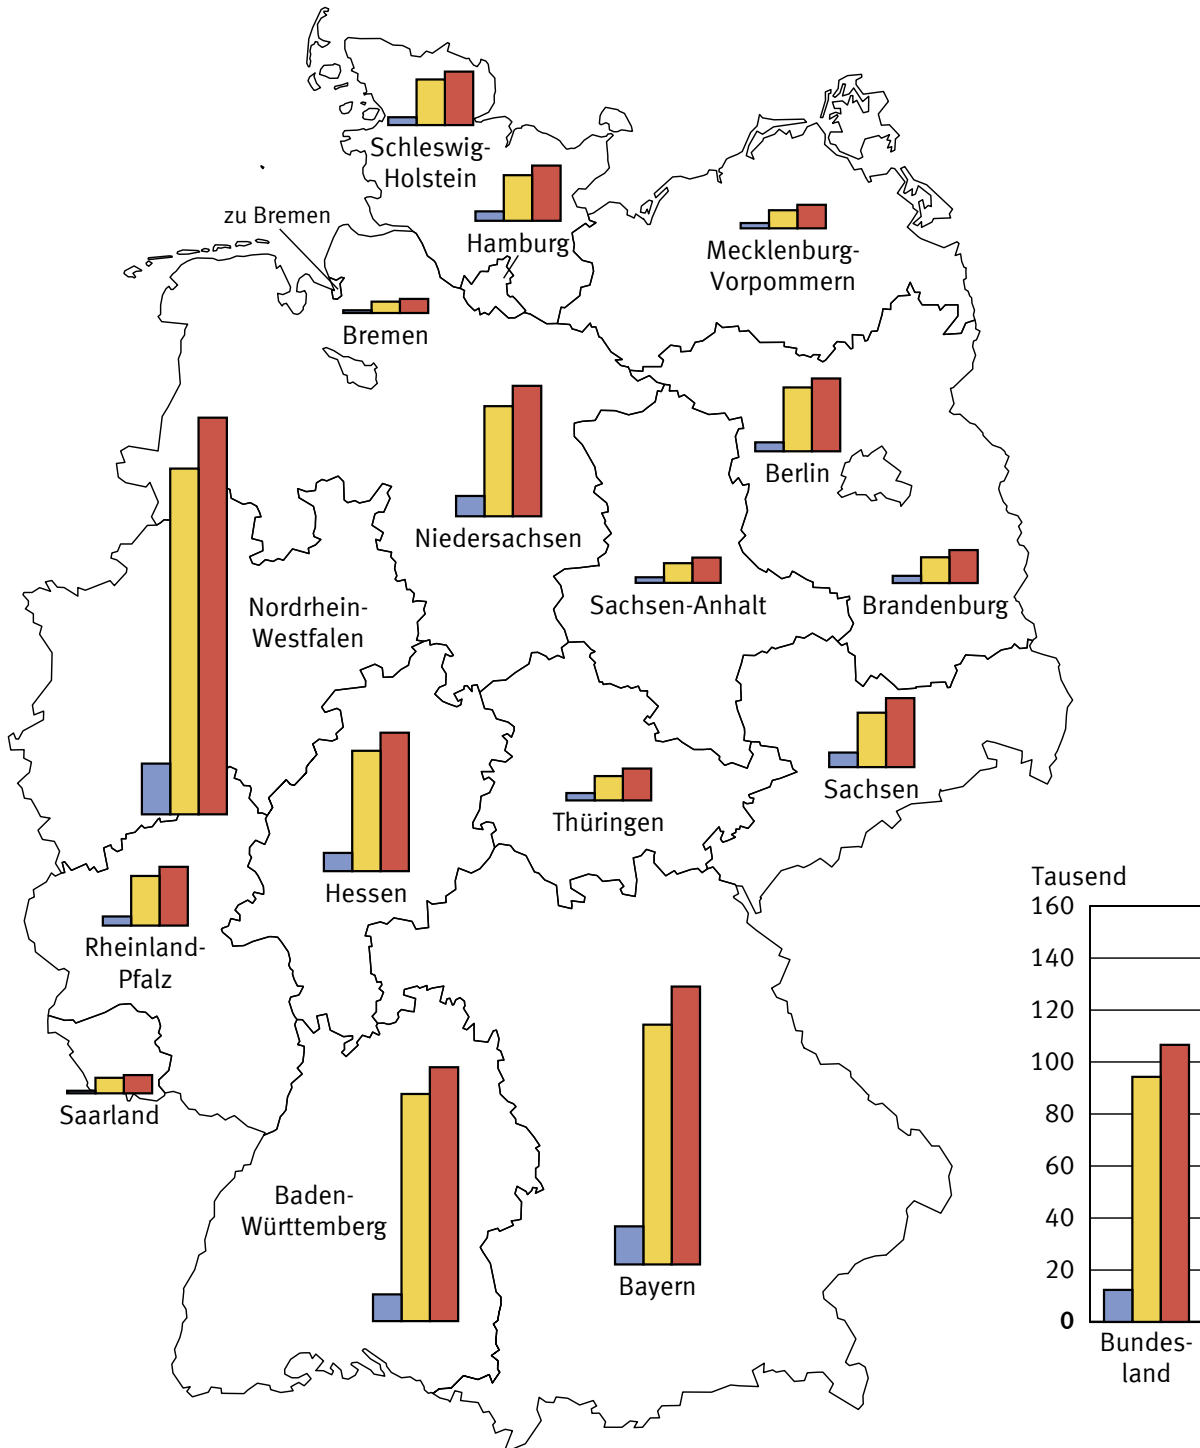 Schleswig-
Holstein
Hamburg
zu Bremen
Mecklenburg-
Vorpommern
Bremen
Berlin
Niedersachsen
Sachsen-Anhalt
Brandenburg
Nordrhein-
Westfalen
Sachsen
Thüringen
Hessen
Rheinland-
Pfalz
Saarland
Baden-
Württemberg
Bayern
Tausend
160
140
120
100
80
60
40
20
0
Bundes-
land